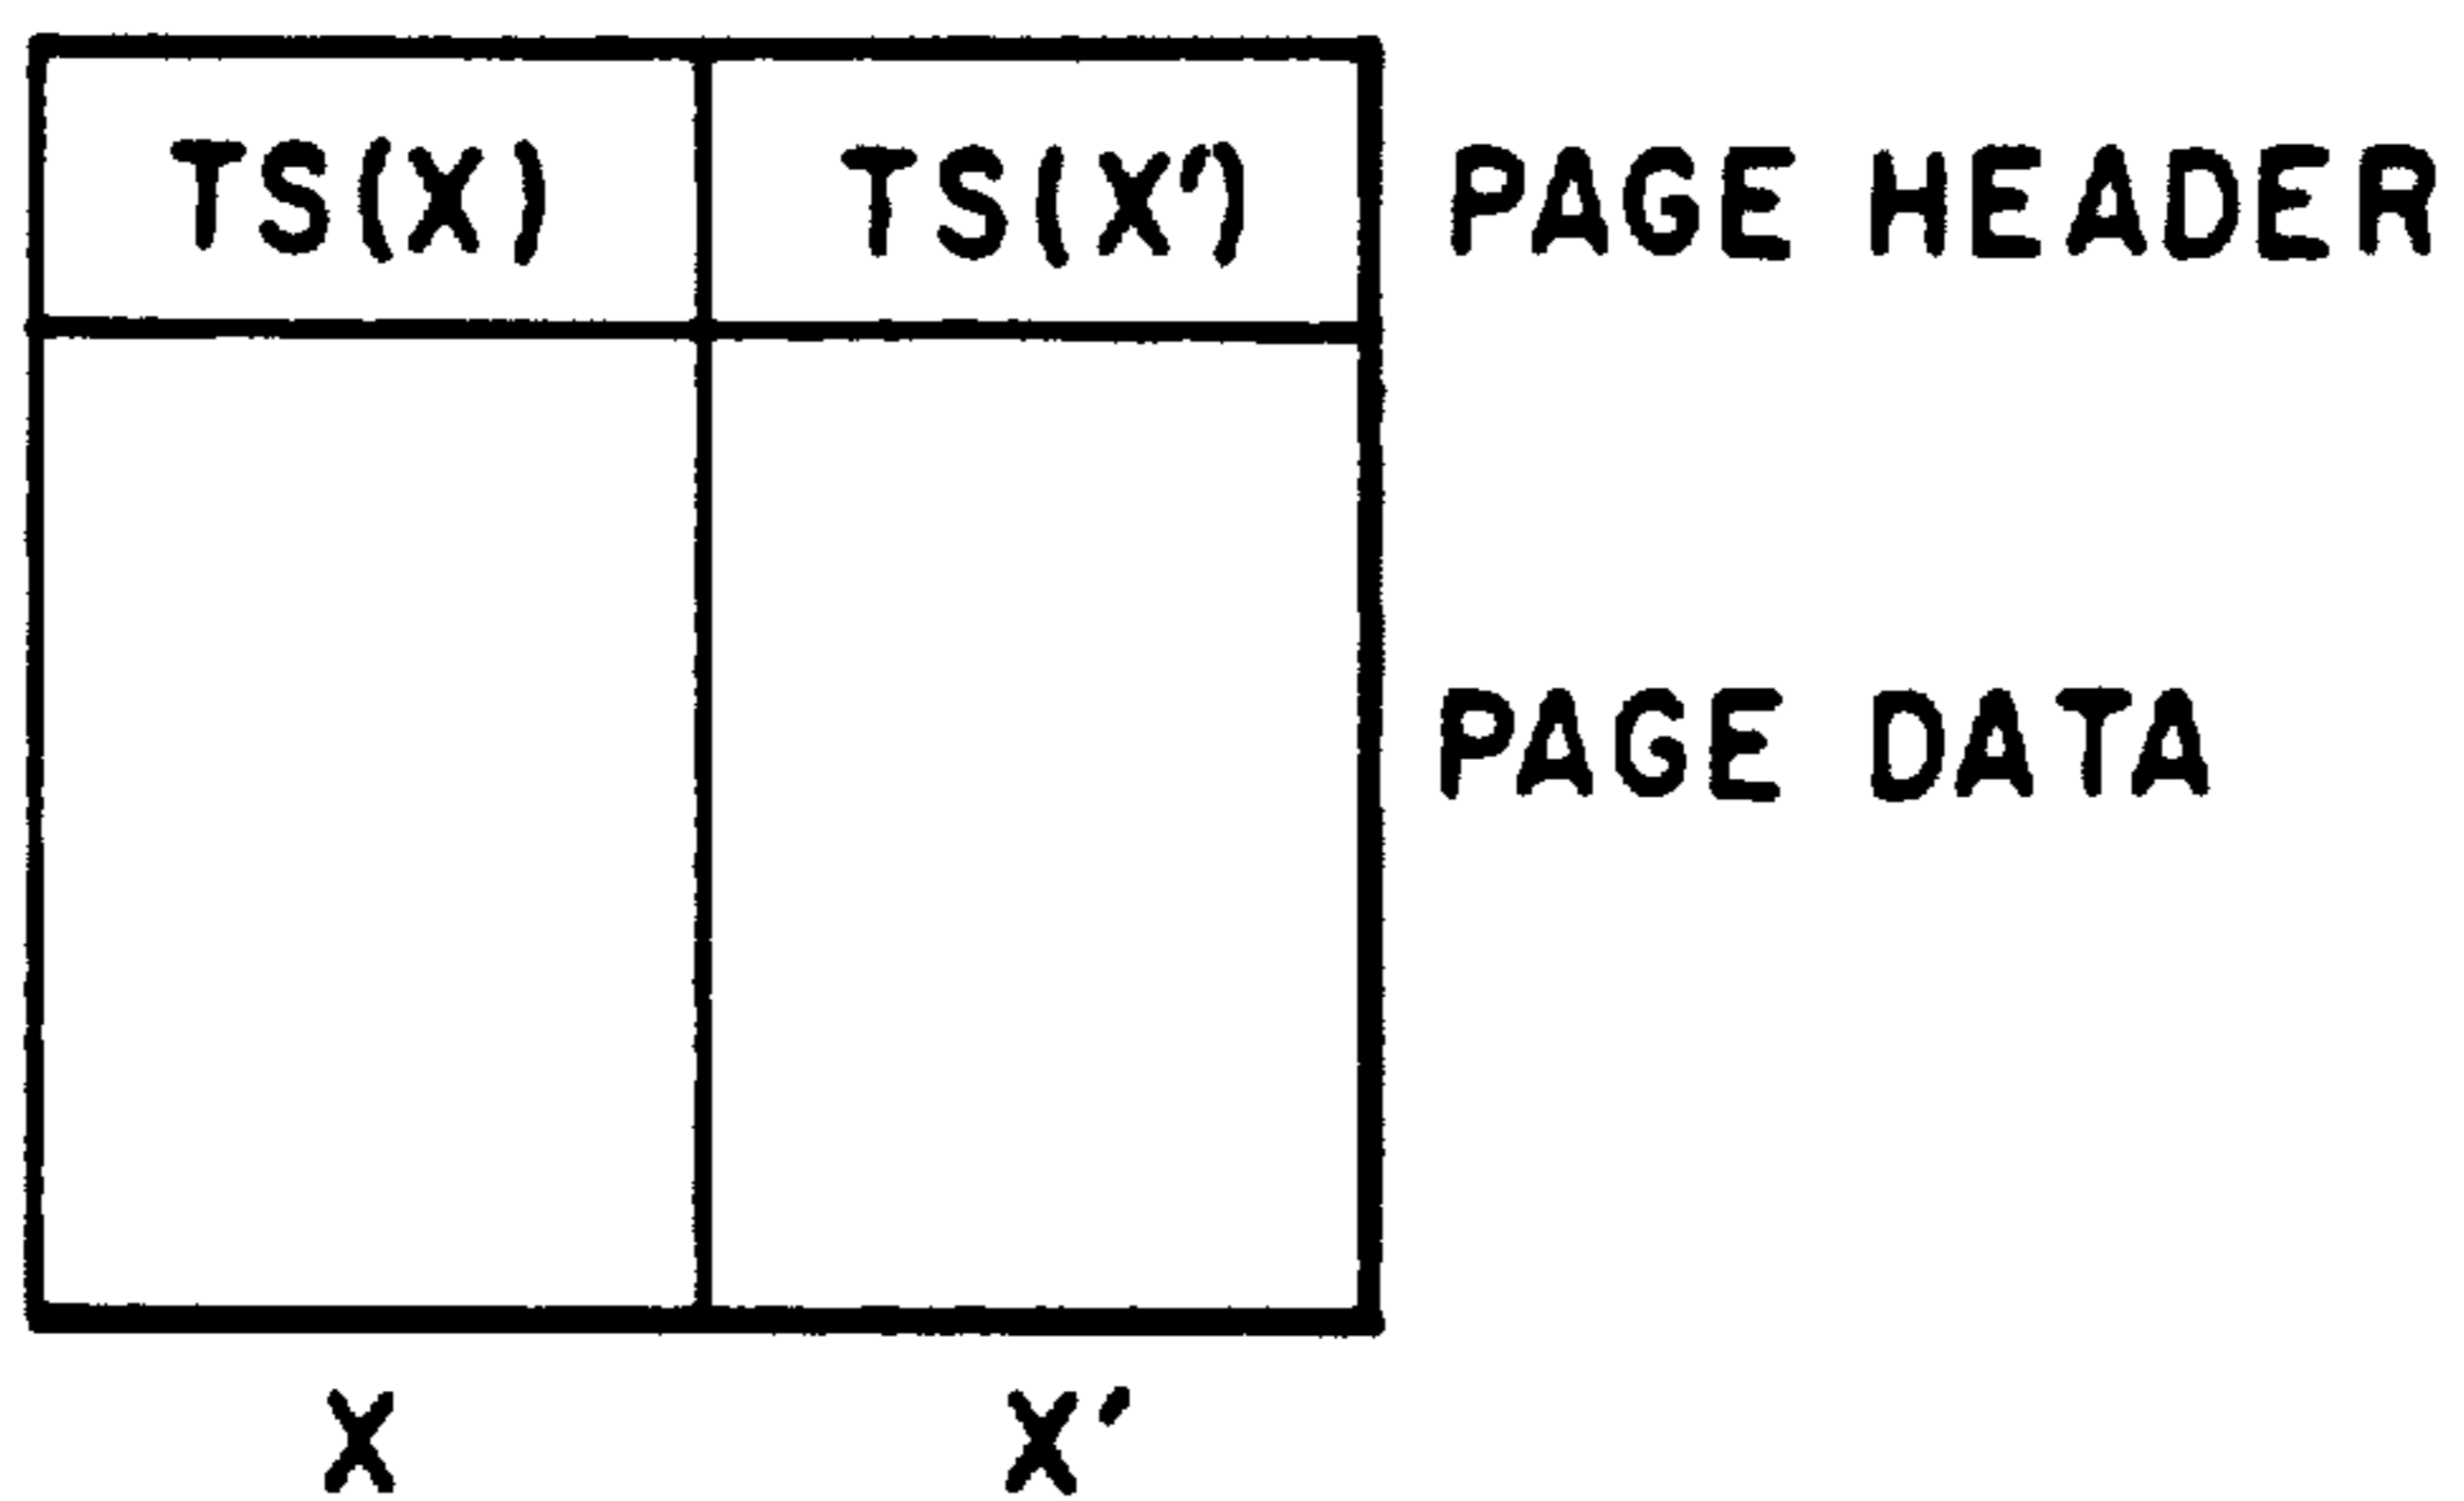 TS(X) TS(X') PAGE HEADER
PAGE DATA
X X'